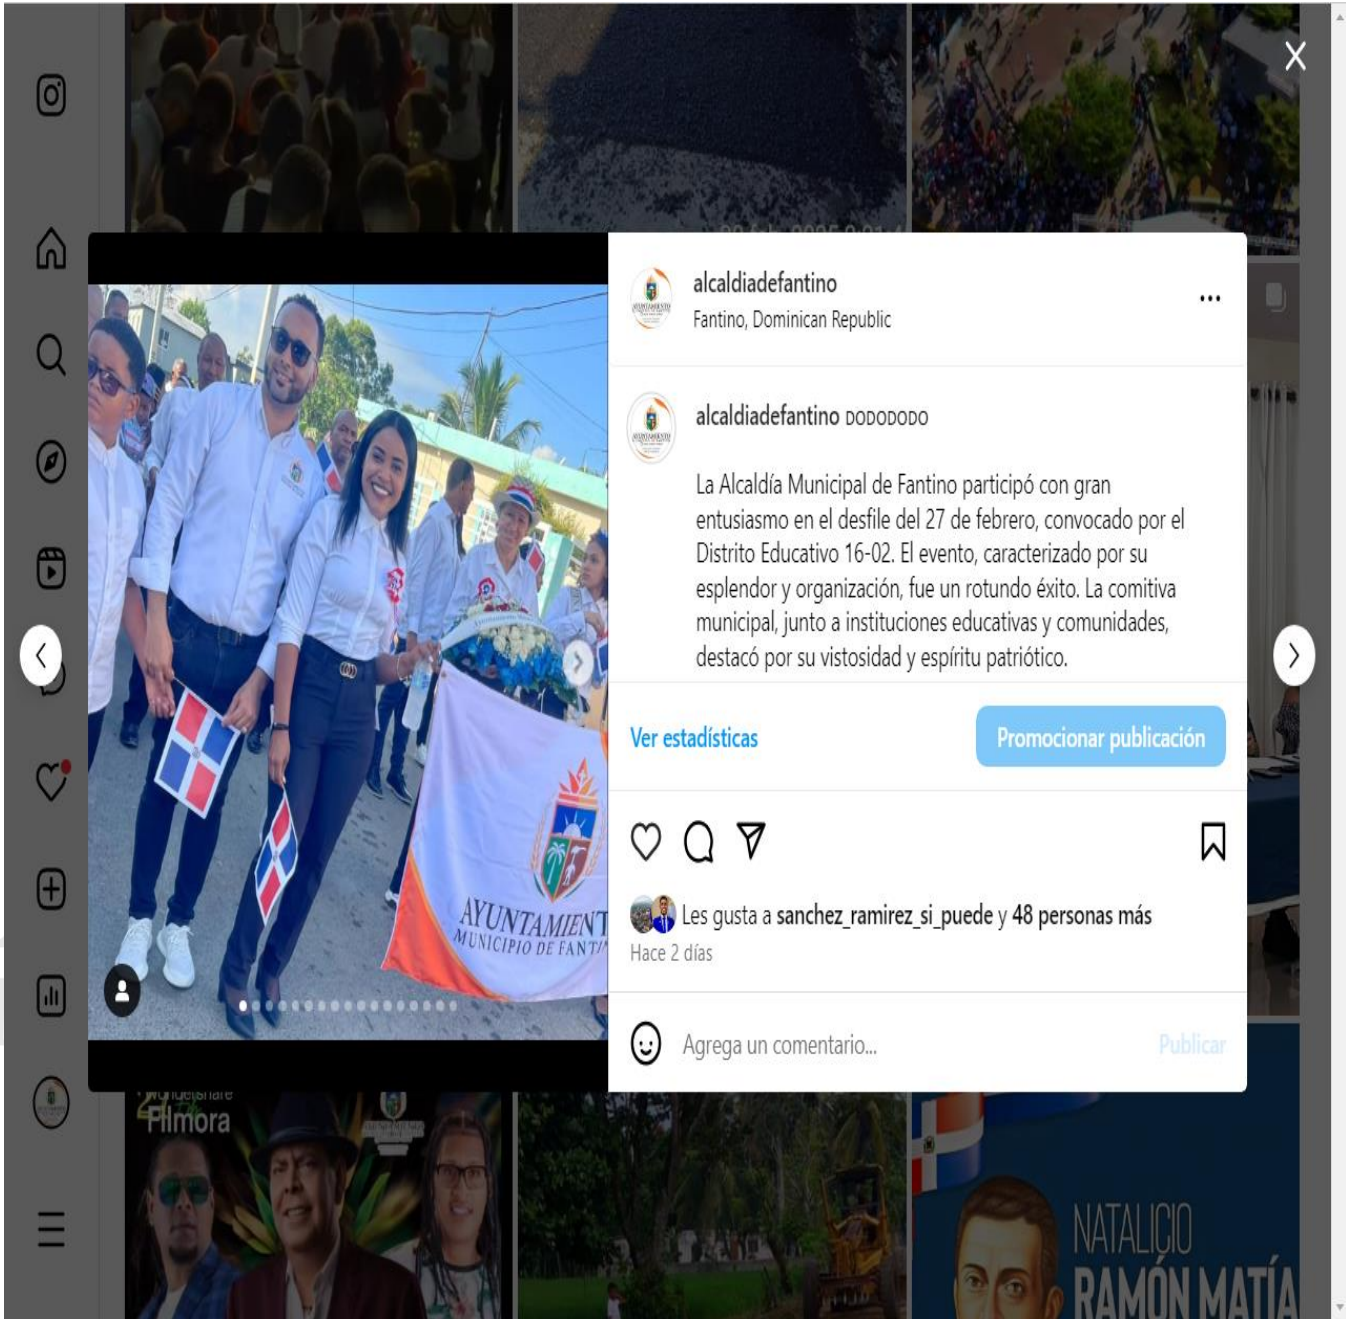 alcaldiadefantino
Fantino, Dominican Republic
alcaldiadefantino DODODODO
La Alcaldía Municipal de Fantino participó con gran
entusiasmo en el desfile del 27 de febrero, convocado por el
Distrito Educativo 16-02. El evento, caracterizado por su
esplendor y organización, fue un rotundo éxito. La comitiva
municipal, junto a instituciones educativas y comunidades,
destacó por su vistosidad y espíritu patriótico.
Ver estadísticas
Promocionar publicación
Les gusta a sanchez_ramirez_si_puede y 48 personas más
Hace 2 días
Agrega un comentario...
Publicar
AYUNTAMIENT
MUNICIPIO DE FANTI
27
wondershare
Filmora
NATALICIO
RAMÓN MATÍA